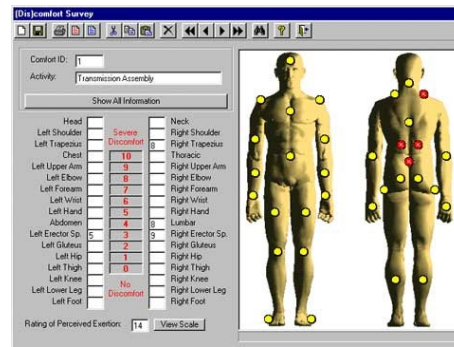 (Dis)comfort Survey
Comfort ID: 1
Activity: Transmission Assembly
Show All Information
Head Neck
Left Shoulder Severe Right Shoulder
Left Trapezius Discomfort 8 Right Trapezius
Chest 10 Thoracic
Left Upper Arm 9 Right Upper Arm
Left Elbow 8 Right Elbow
Left Forearm 7 Right Forearm
Left Wrist 6 Right Wrist
Left Hand 5 Right Hand
Abdomen 4 8 Lumbar
Left Erector Sp. 5 3 9 Right Erector Sp.
Left Gluteus 2 Right Gluteus
Left Hip 1 Right Hip
Left Thigh 0 Right Thigh
Left Knee No Right Knee
Left Lower Leg Discomfort Right Lower Leg
Left Foot Right Foot
Rating of Perceived Exertion: 14 View Scale